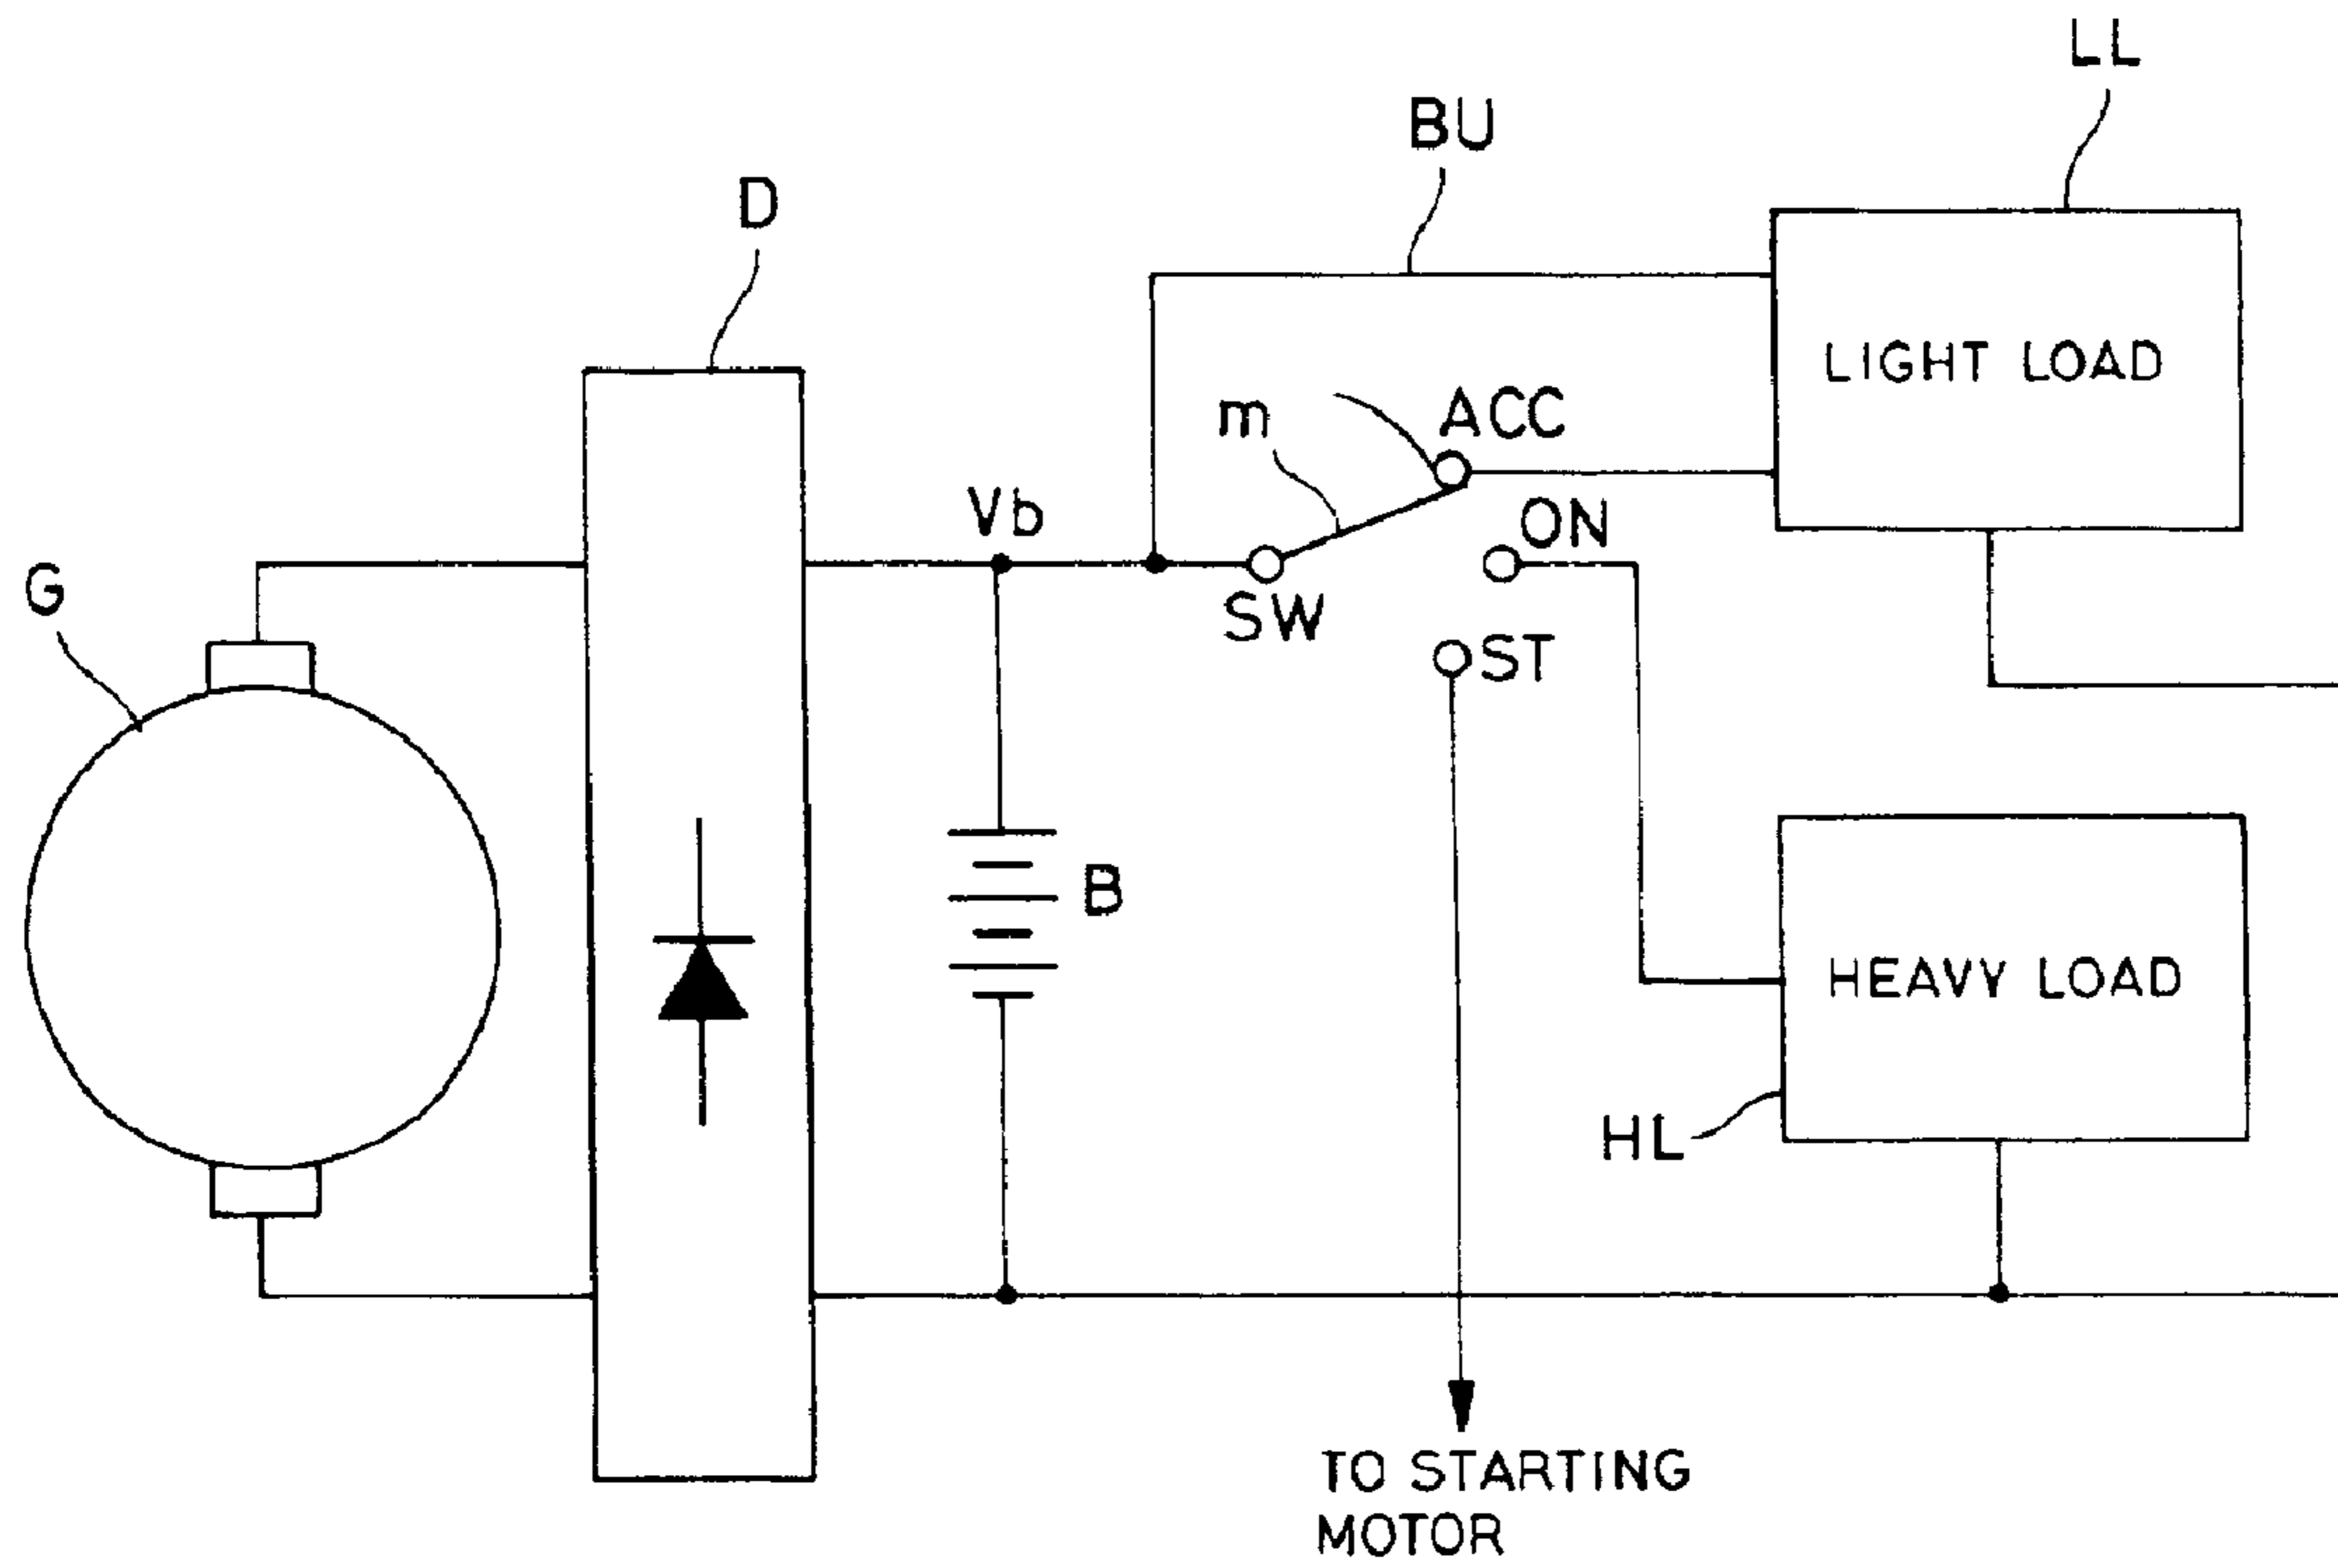 LL
BU
D
LIGHT LOAD
m
ACC
Vb
ON
G
SW
ST
B
HEAVY LOAD
HL
TO STARTING
MOTOR